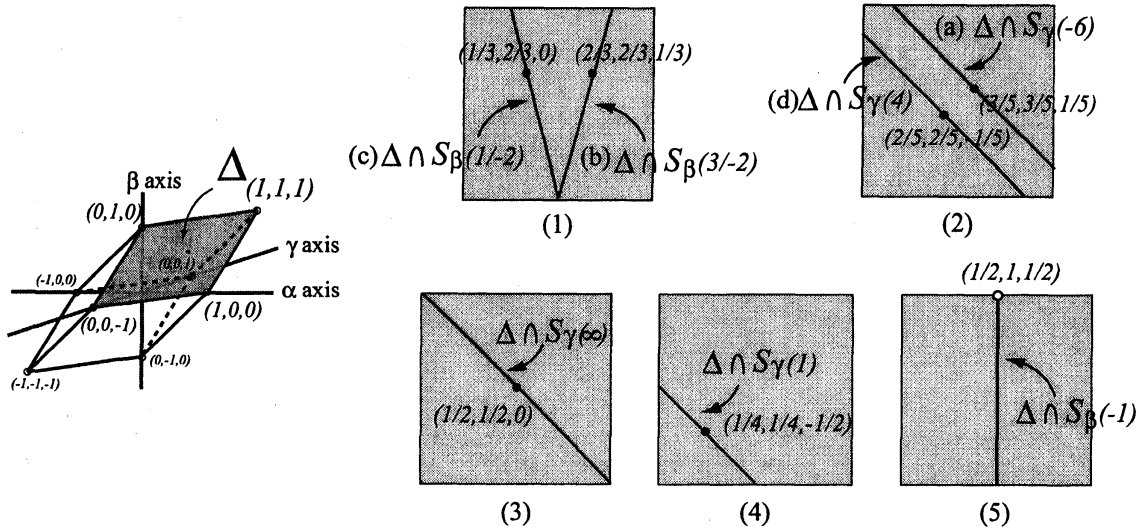 β axis
Δ
(1,1,1)
(0,1,0)
γ axis
(-1,0,0)
(0,0,1)
α axis
(0,0,-1)
(1,0,0)
(0,-1,0)
(-1,-1,-1)
(1/3,2/3,0)
(2/3,2/3,1/3)
(c) Δ ∩ Sβ(1/-2)
(b) Δ ∩ Sβ(3/-2)
(1)
(a) Δ ∩ Sγ(-6)
(d) Δ ∩ Sγ(4)
(3/5,3/5,1/5)
(2/5,2/5,-1/5)
(2)
Δ ∩ Sγ(∞)
(1/2,1/2,0)
(3)
Δ ∩ Sγ(1)
(1/4,1/4,-1/2)
(4)
(1/2,1,1/2)
Δ ∩ Sβ(-1)
(5)